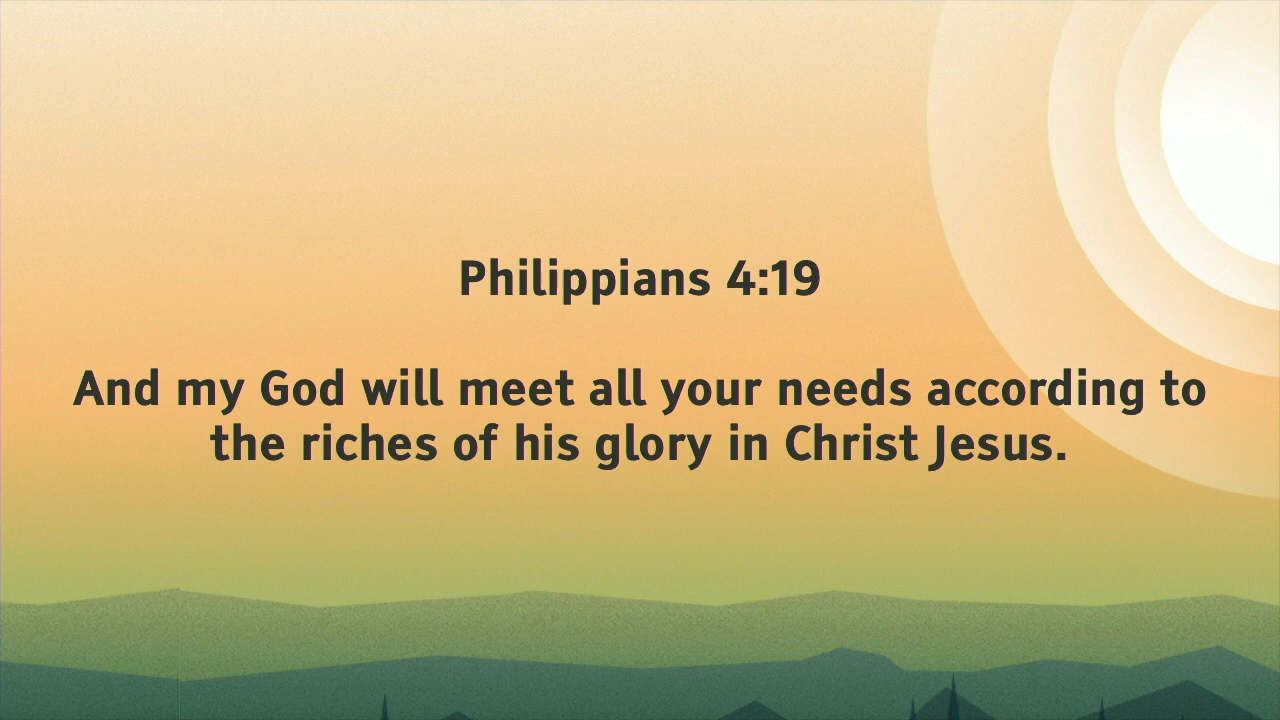 Philippians 4:19
And my God will meet all your needs according to
the riches of his glory in Christ Jesus.